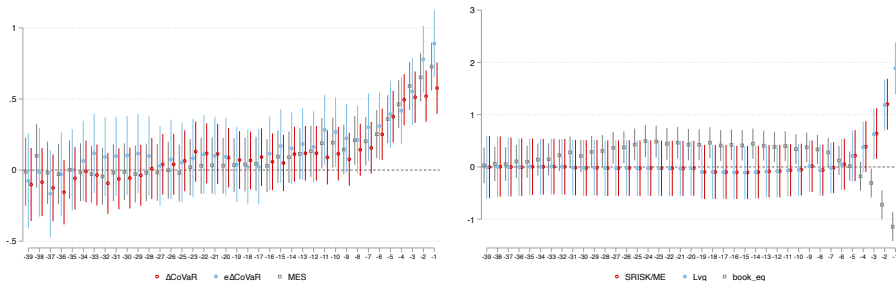 1
.5
0
-.5
-39 -38 -37 -36 -35 -34 -33 -32 -31 -30 -29 -28 -27 -26 -25 -24 -23 -22 -21 -20 -19 -18 -17 -16 -15 -14 -13 -12 -11 -10 -9 -8 -7 -6 -5 -4 -3 -2 -1
ΔCoVaR eΔCoVaR MES
3
2
1
0
-1
-39 -38 -37 -36 -35 -34 -33 -32 -31 -30 -29 -28 -27 -26 -25 -24 -23 -22 -21 -20 -19 -18 -17 -16 -15 -14 -13 -12 -11 -10 -9 -8 -7 -6 -5 -4 -3 -2
SRISK/ME Lvg book_eq